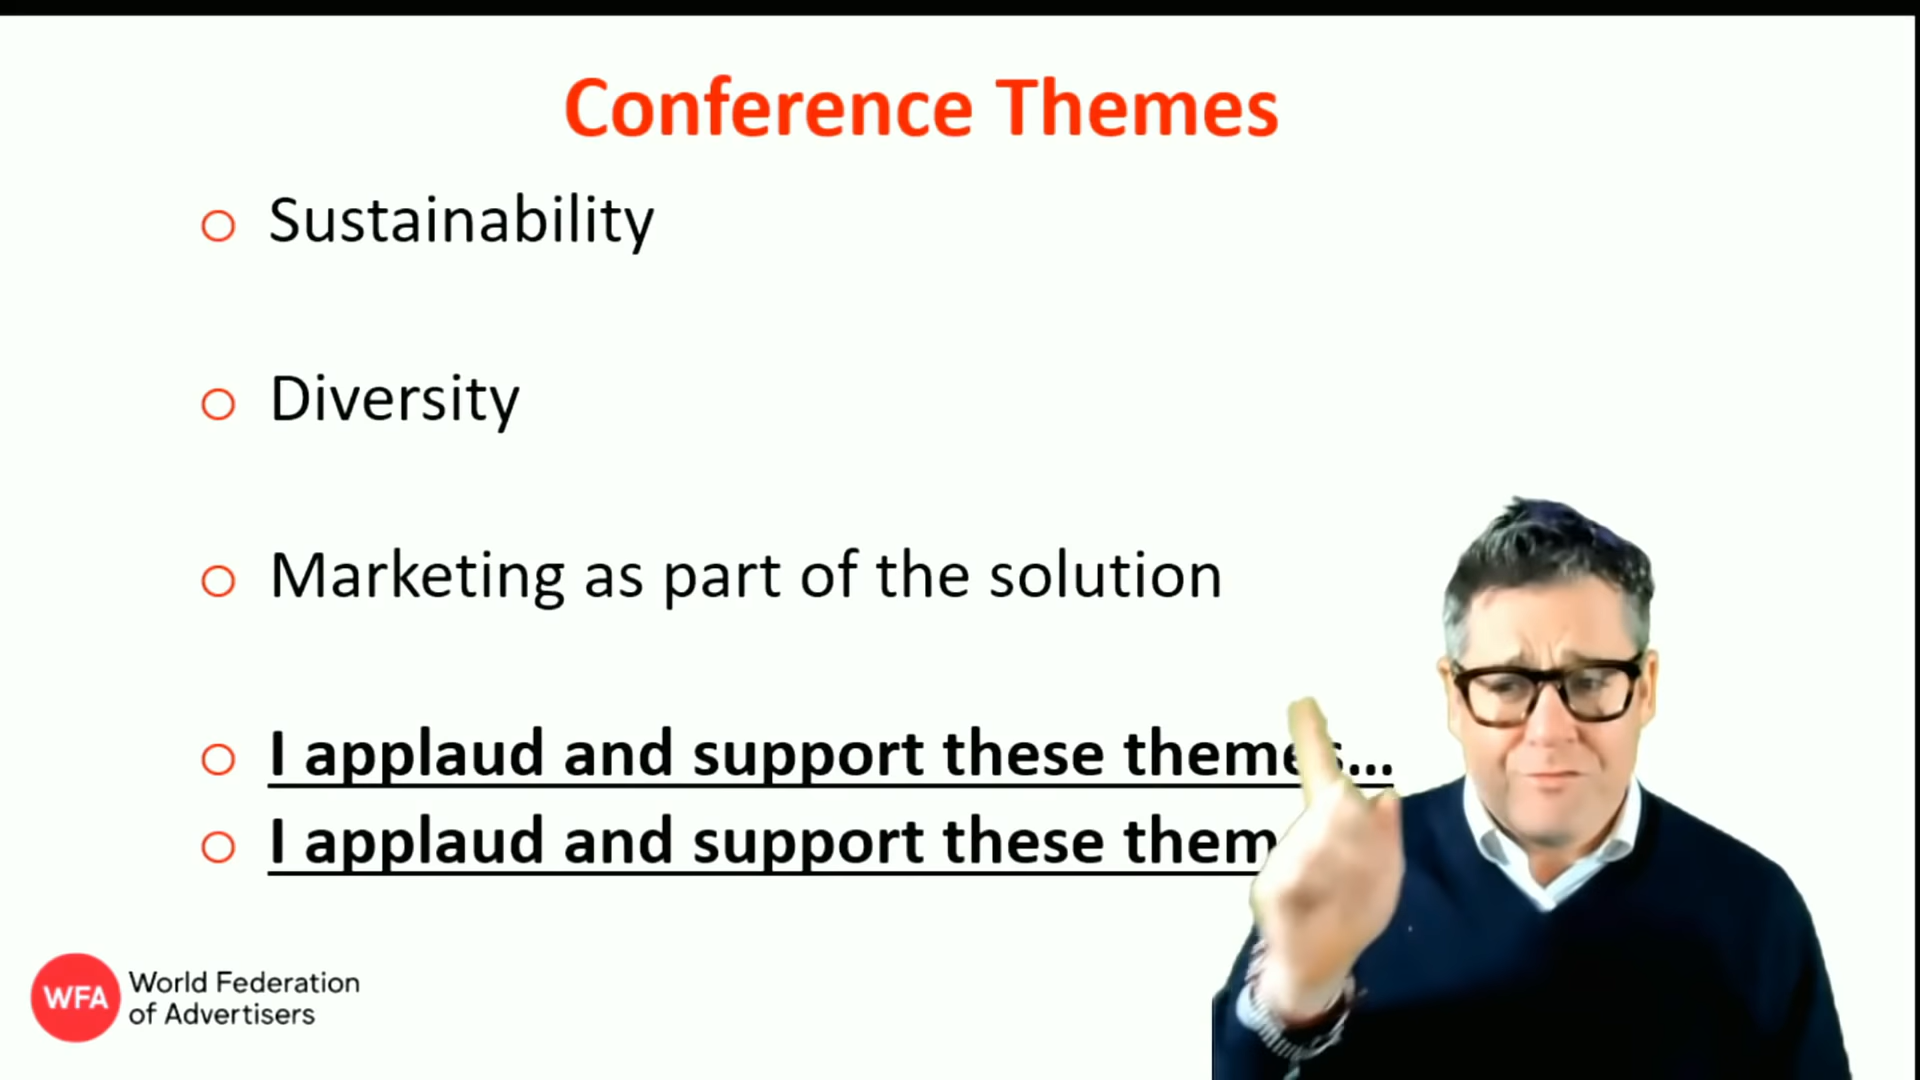 Conference Themes
Sustainability
Diversity
Marketing as part of the solution
I applaud and support these themes...
I applaud and support these them
WFA World Federation
of Advertisers